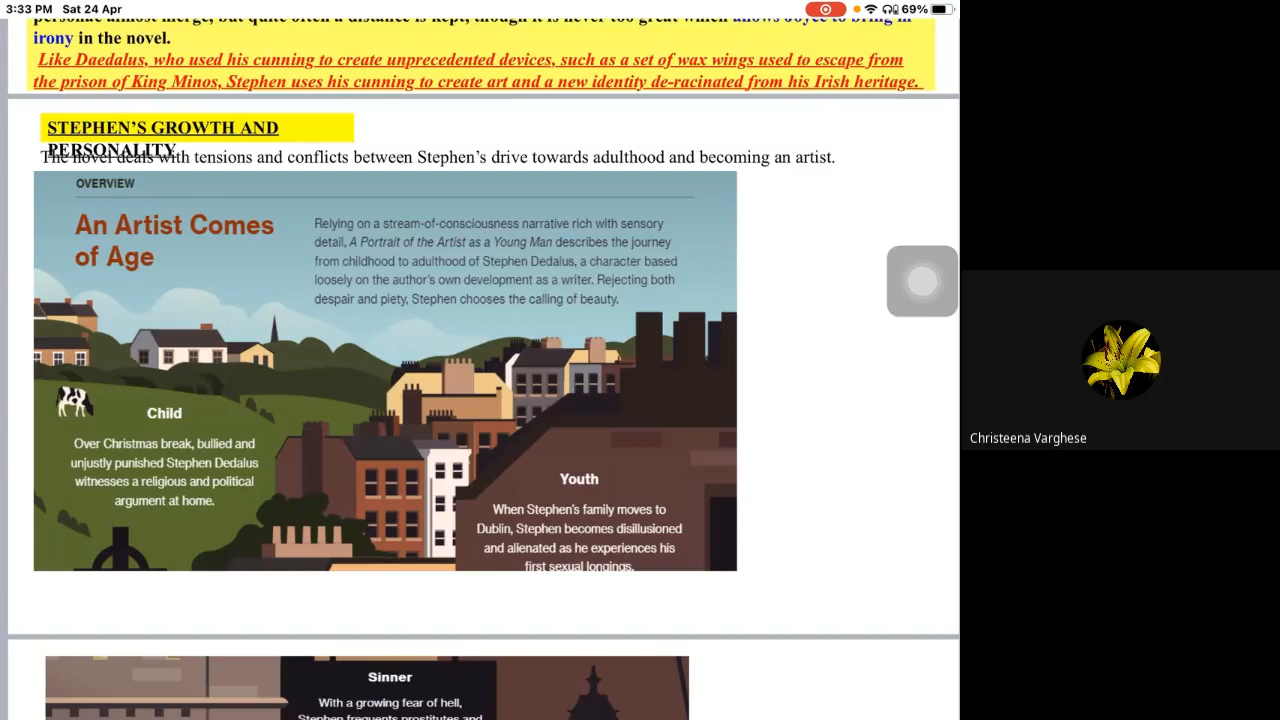 3:33 PM Sat 24 Apr
69%
irony in the novel.
Like Daedalus, who used his cunning to create unprecedented devices, such as a set of wax wings used to escape from
the prison of King Minos, Stephen uses his cunning to create art and a new identity de-racinated from his Irish heritage.
STEPHEN'S GROWTH AND
PERSONALITY
The novel deals with tensions and conflicts between Stephen's drive towards adulthood and becoming an artist.
OVERVIEW
An Artist Comes
of Age
Relying on a stream-of-consciousness narrative rich with sensory
detail, A Portrait of the Artist as a Young Man describes the journey
from childhood to adulthood of Stephen Dedalus, a character based
loosely on the author's own development as a writer. Rejecting both
despair and piety, Stephen chooses the calling of beauty.
Child
Over Christmas break, bullied and
unjustly punished Stephen Dedalus
witnesses a religious and political
argument at home.
Youth
When Stephen's family moves to
Dublin, Stephen becomes disillusioned
and alienated as he experiences his
first sexual longings.
Sinner
With a growing fear of hell,
Stephen frequents prostitutes and
Christeena Varghese